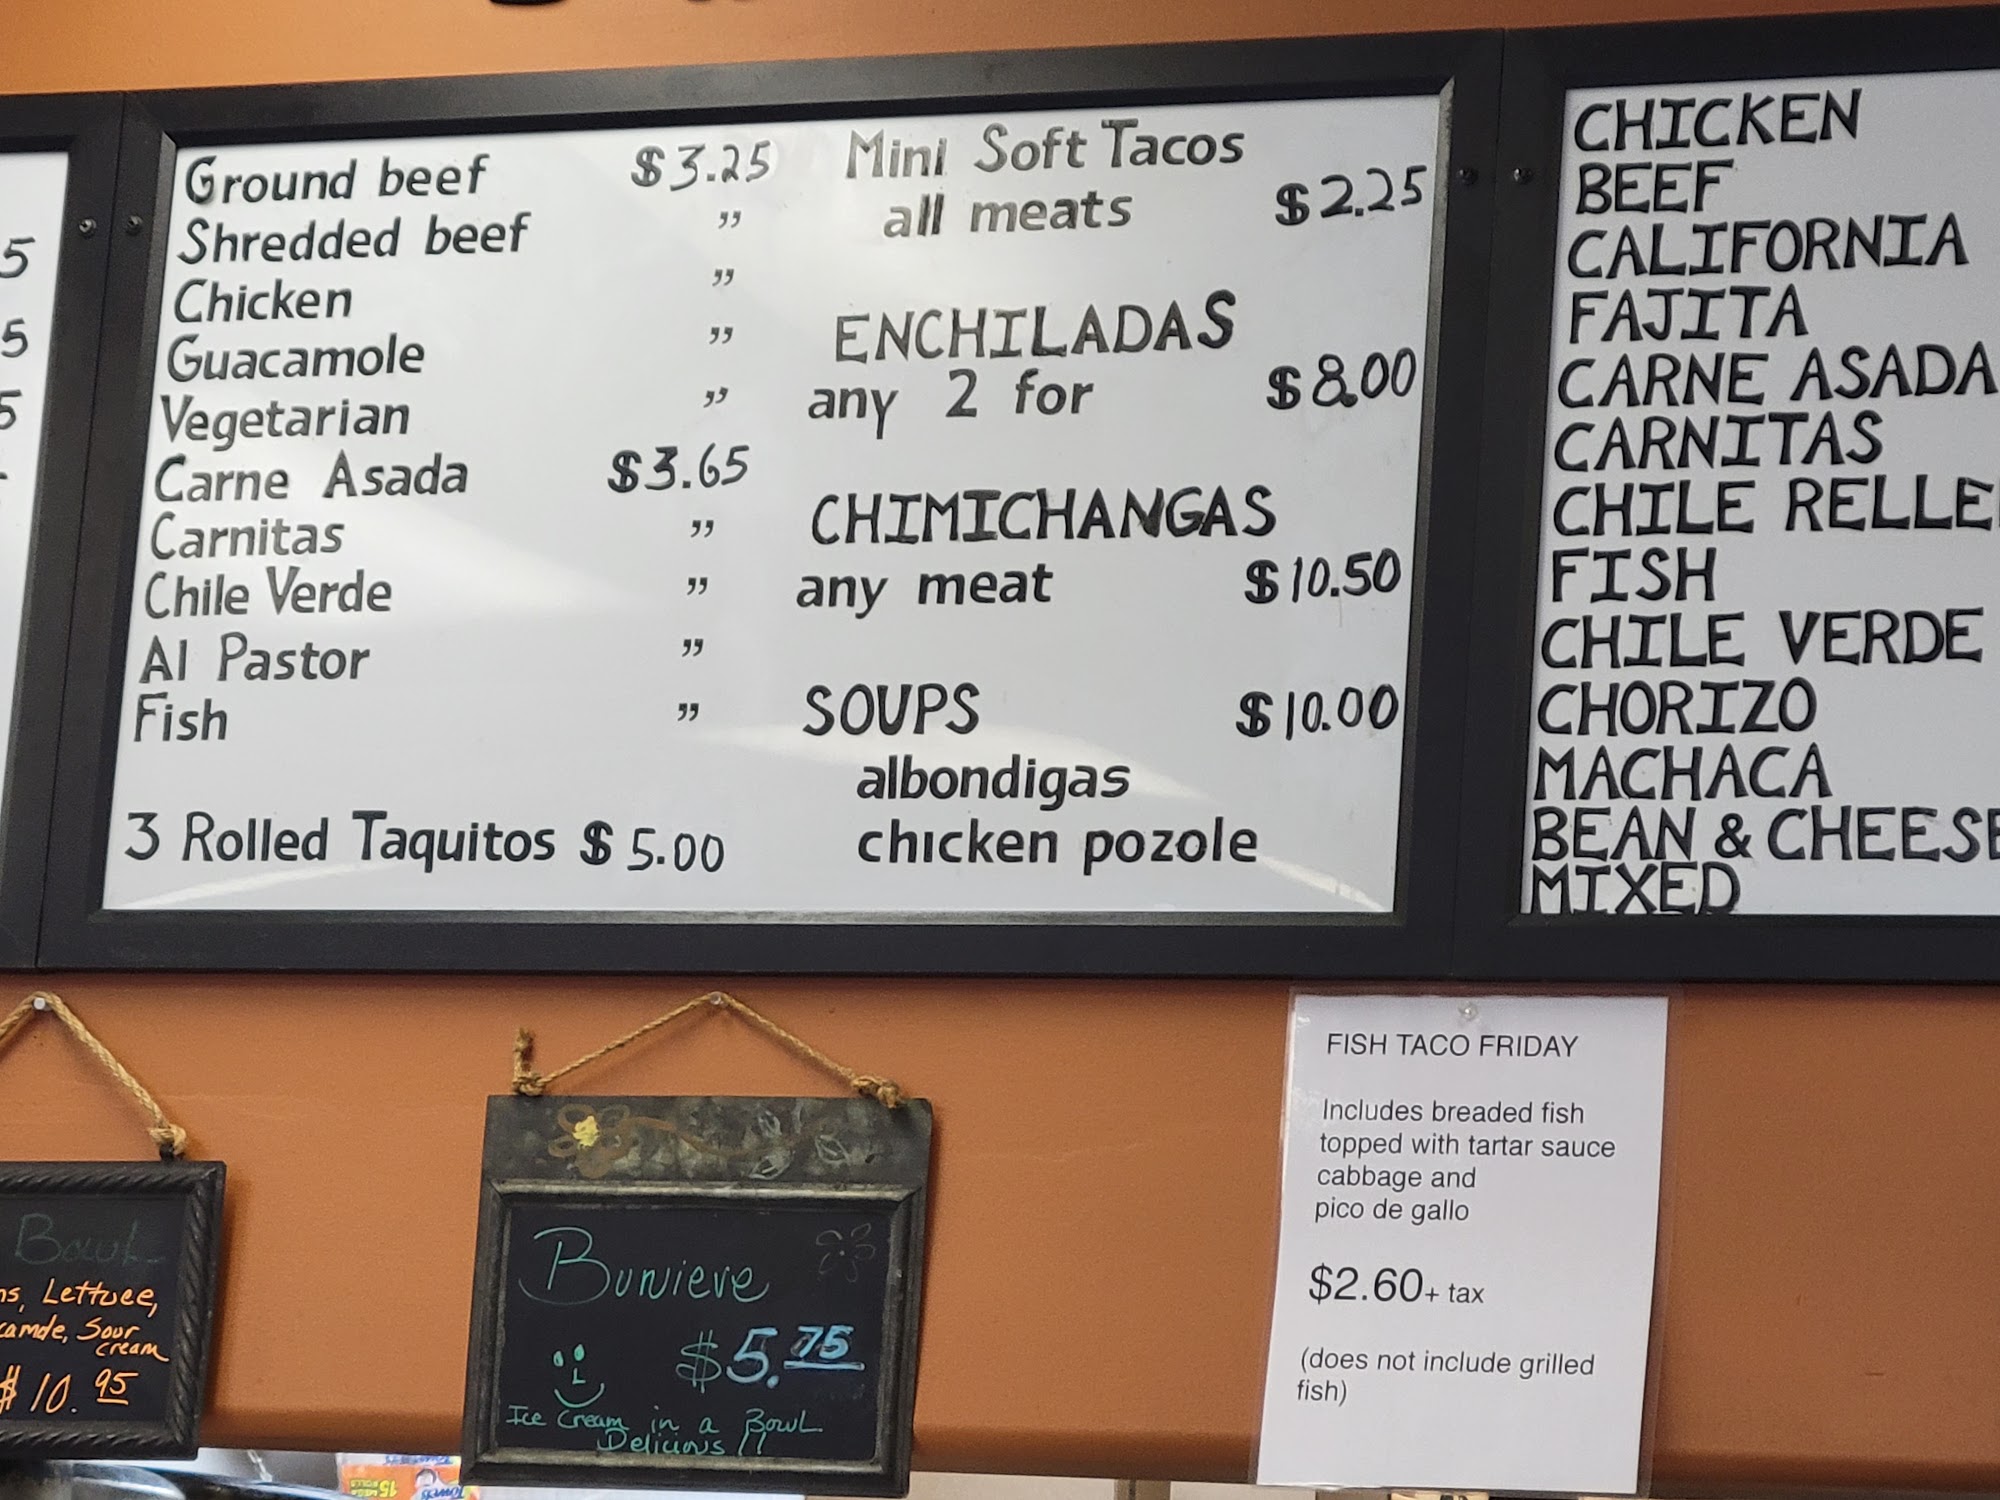 5
5
5
Ground beef $3.25
Shredded beef "
Chicken "
Guacamole "
Vegetarian "
Carne Asada $3.65
Carnitas "
Chile Verde "
Al Pastor "
Fish "
3 Rolled Taquitos $5.00
Mini Soft Tacos
all meats $2.25
ENCHILADAS
any 2 for $8.00
CHIMICHANGAS
any meat $10.50
SOUPS $10.00
albondigas
chicken pozole
CHICKEN
BEEF
CALIFORNIA
FAJITA
CARNE ASADA
CARNITAS
CHILE RELLE
FISH
CHILE VERDE
CHORIZO
MACHACA
BEAN & CHEESE
MIXED
Bowl
ns, Lettuce,
camole, Sour
cream
$10.95
$5.75
Ice Cream in a Bowl
Delicious!!
FISH TACO FRIDAY
Includes breaded fish
topped with tartar sauce
cabbage and
pico de gallo
$2.60+ tax
(does not include grilled
fish)